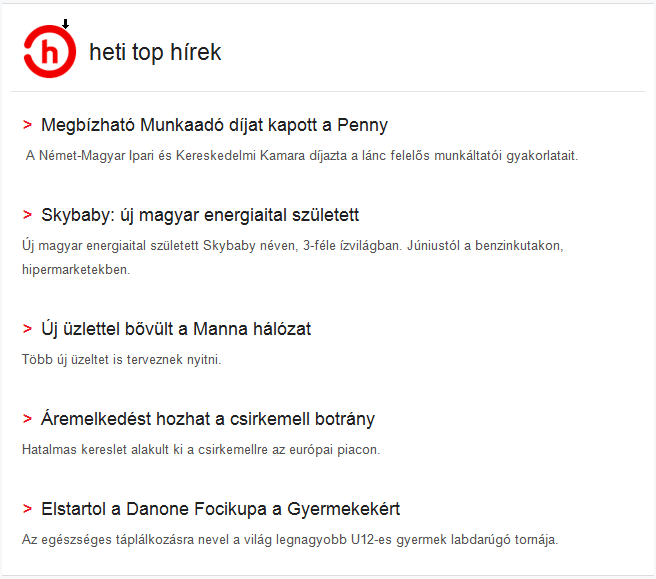 h
heti top hírek
> Megbízható Munkaadó díjat kapott a Penny
A Német-Magyar Ipari és Kereskedelmi Kamara díjazta a lánc felelős munkáltatói gyakorlatait.
> Skybaby: új magyar energiaital született
Új magyar energiaital született Skybaby néven, 3-féle ízvilágban. Júniustól a benzinkutakon,
hipermarketekben.
> Új üzlettel bővült a Manna hálózat
Több új üzeltet is terveznek nyitni.
> Áremelkedést hozhat a csirkemell botrány
Hatalmas kereslet alakult ki a csirkemellre az európai piacon.
> Elstartol a Danone Focikupa a Gyermekekért
Az egészséges táplálkozásra nevel a világ legnagyobb U12-es gyermek labdarúgó tornája.